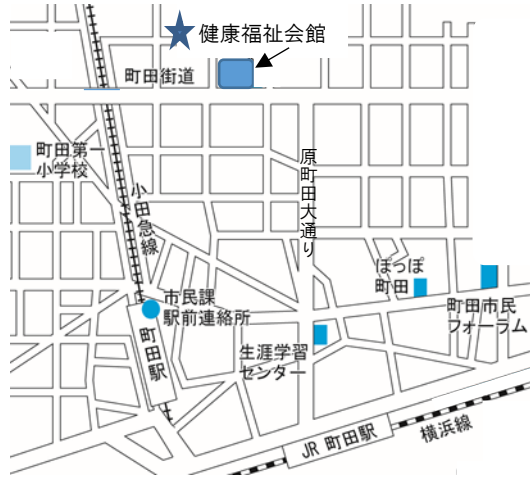 健康福祉会館
町田街道
町田第一
小学校
原町田大通り
小田急線
ぽっぽ
町田
市民課
駅前連絡所
町田市民
フォーラム
町田駅
生涯学習
センター
JR 町田駅
横浜線